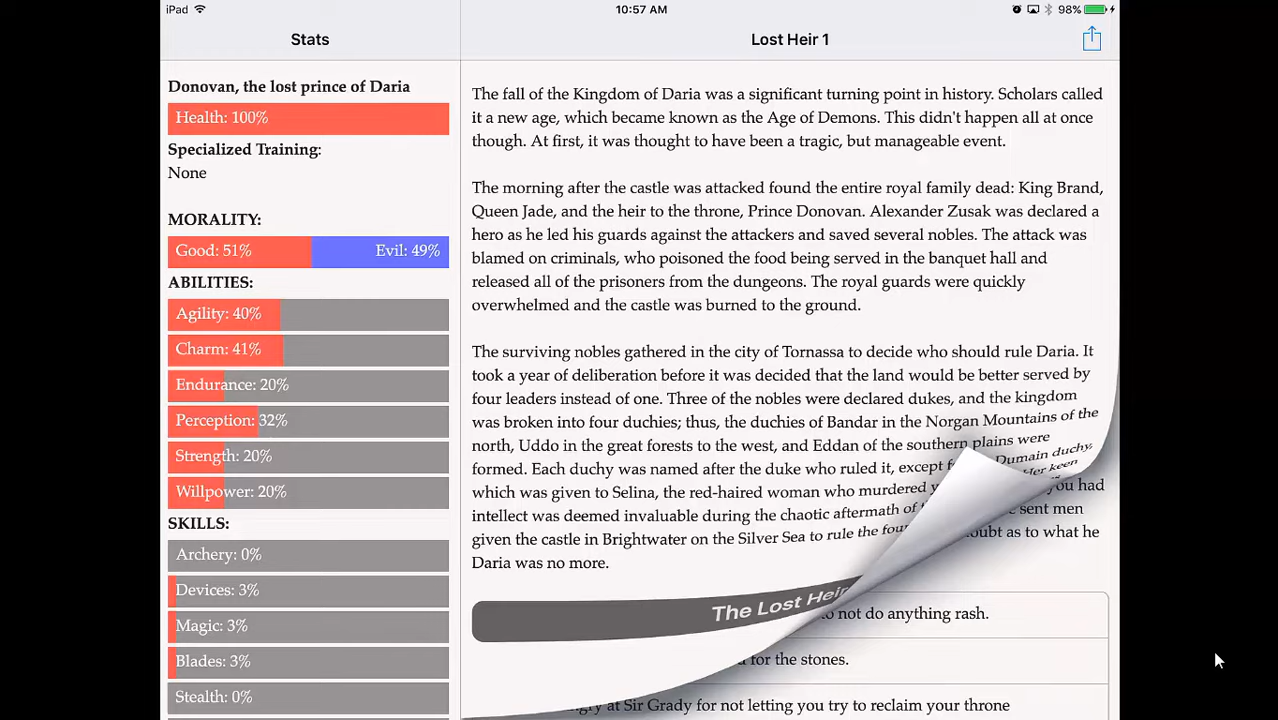 iPad
10:57 AM
98%
Stats
Lost Heir 1
Donovan, the lost prince of Daria
Health: 100%
Specialized Training:
None
MORALITY:
Good: 51%
Evil: 49%
ABILITIES:
Agility: 40%
Charm: 41%
Endurance: 20%
Perception: 32%
Strength: 20%
Willpower: 20%
SKILLS:
Archery: 0%
Devices: 3%
Magic: 3%
Blades: 3%
Stealth: 0%
The fall of the Kingdom of Daria was a significant turning point in history. Scholars called
it a new age, which became known as the Age of Demons. This didn't happen all at once
though. At first, it was thought to have been a tragic, but manageable event.
The morning after the castle was attacked found the entire royal family dead: King Brand,
Queen Jade, and the heir to the throne, Prince Donovan. Alexander Zusak was declared a
hero as he led his guards against the attackers and saved several nobles. The attack was
blamed on criminals, who poisoned the food being served in the banquet hall and
released all of the prisoners from the dungeons. The royal guards were quickly
overwhelmed and the castle was burned to the ground.
The surviving nobles gathered in the city of Tornassa to decide who should rule Daria. It
took a year of deliberation before it was decided that the land would be better served by
four leaders instead of one. Three of the nobles were declared dukes, and the kingdom
was broken into four duchies; thus, the duchies of Bandar in the Norgan Mountains of the
north, Uddo in the great forests to the west, and Eddan of the southern plains were
formed. Each duchy was named after the duke who ruled it, except Dumain duchy,
which was given to Selina, the red-haired woman who murdered Her keen
you had
intellect was deemed invaluable during the chaotic aftermath of sent men
given the castle in Brightwater on the Silver Sea to rule the doubt as to what he
Daria was no more.
The Lost Heir
not do anything rash.
for the stones.
at Sir Grady for not letting you try to reclaim your throne